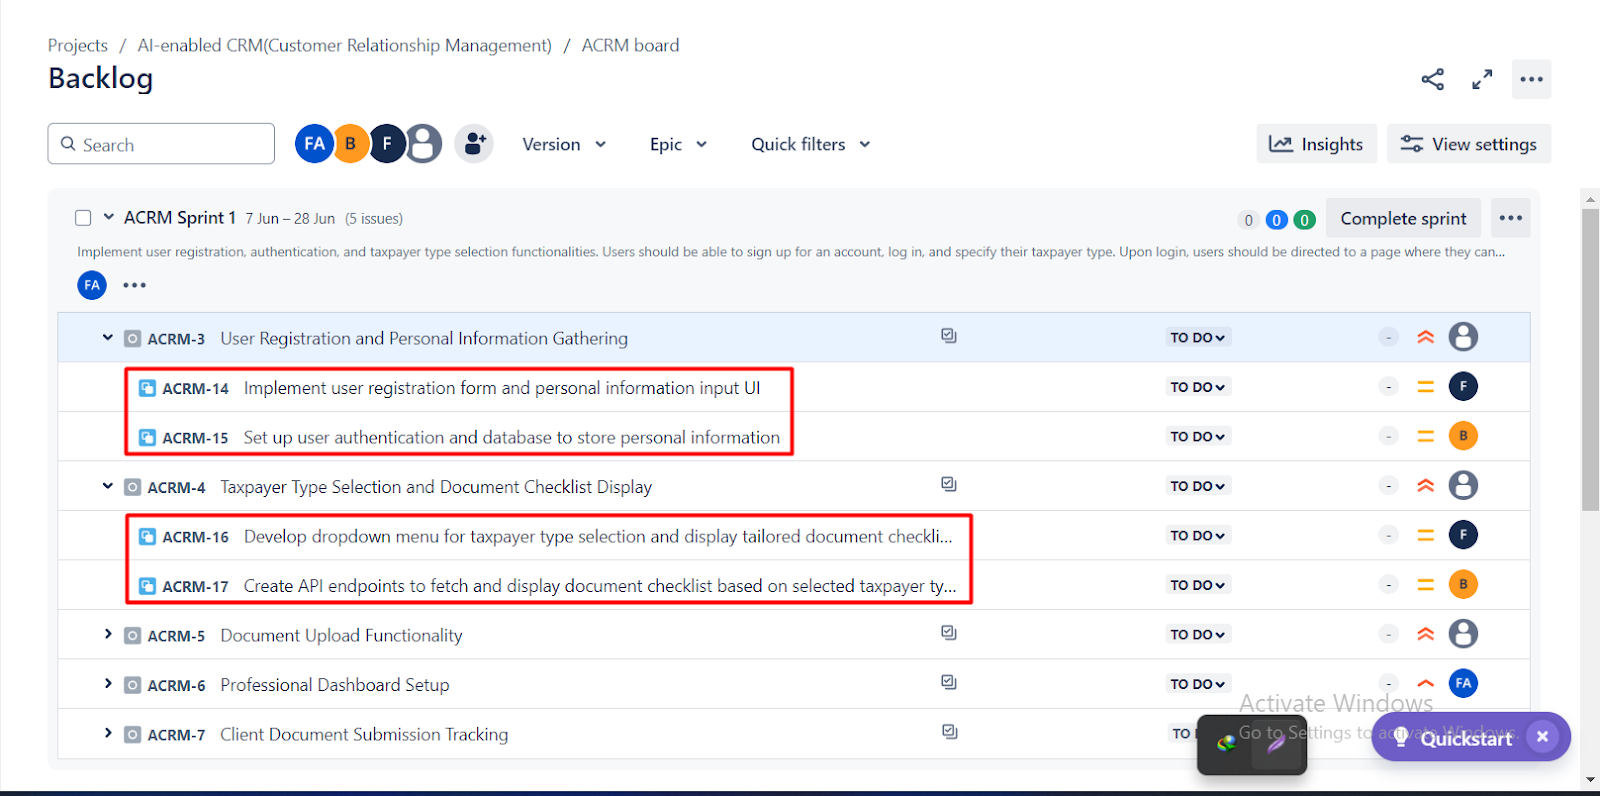 Projects / AI-enabled CRM(Customer Relationship Management) / ACRM board
Backlog
Search FA B F Version Epic Quick filters Insights View settings
ACRM Sprint 1 7 Jun – 28 Jun (5 issues) 0 0 0 Complete sprint
Implement user registration, authentication, and taxpayer type selection functionalities. Users should be able to sign up for an account, log in, and specify their taxpayer type. Upon login, users should be directed to a page where they can...
FA
ACRM-3 User Registration and Personal Information Gathering TO DO -
ACRM-14 Implement user registration form and personal information input UI TO DO - F
ACRM-15 Set up user authentication and database to store personal information TO DO - B
ACRM-4 Taxpayer Type Selection and Document Checklist Display TO DO -
ACRM-16 Develop dropdown menu for taxpayer type selection and display tailored document checkli... TO DO - F
ACRM-17 Create API endpoints to fetch and display document checklist based on selected taxpayer ty... TO DO - B
ACRM-5 Document Upload Functionality TO DO -
ACRM-6 Professional Dashboard Setup TO DO - FA
Activate Windows
ACRM-7 Client Document Submission Tracking TO
Go to Settings to activate Windows.
Quickstart